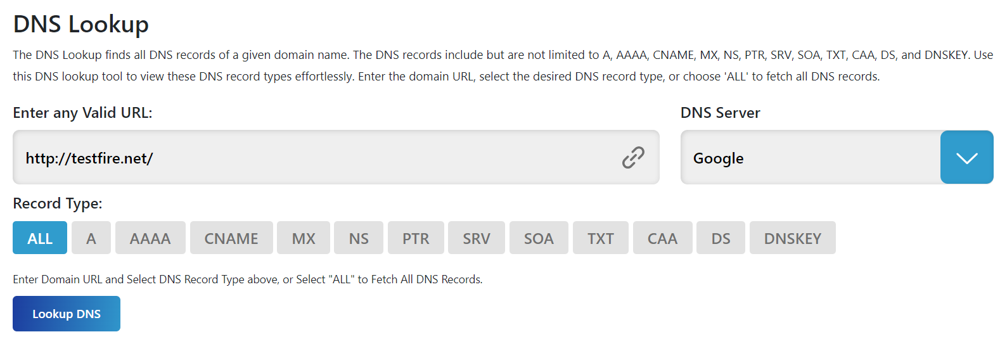 DNS Lookup
The DNS Lookup finds all DNS records of a given domain name. The DNS records include but are not limited to A, AAAA, CNAME, MX, NS, PTR, SRV, SOA, TXT, CAA, DS, and DNSKEY. Use
this DNS lookup tool to view these DNS record types effortlessly. Enter the domain URL, select the desired DNS record type, or choose 'ALL' to fetch all DNS records.
Enter any Valid URL:
DNS Server
http://testfire.net/
Google
Record Type:
ALL A AAAA CNAME MX NS PTR SRV SOA TXT CAA DS DNSKEY
Enter Domain URL and Select DNS Record Type above, or Select "ALL" to Fetch All DNS Records.
Lookup DNS